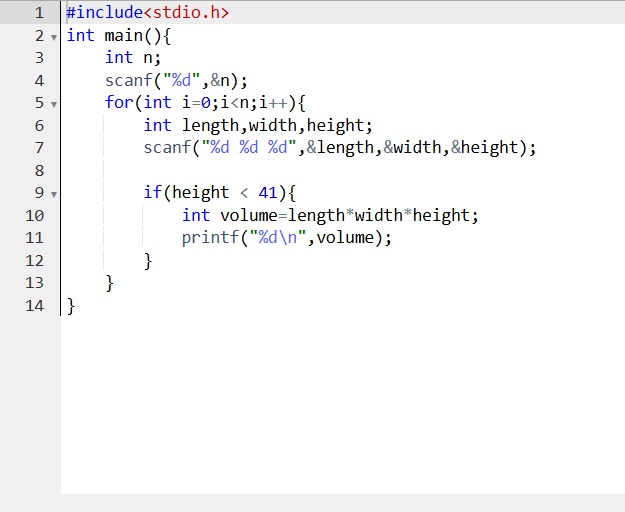 1 #include<stdio.h>
2 int main(){
3     int n;
4     scanf("%d",&n);
5     for(int i=0;i<n;i++){
6         int length,width,height;
7         scanf("%d %d %d",&length,&width,&height);
8
9         if(height < 41){
10             int volume=length*width*height;
11             printf("%d\n",volume);
12         }
13     }
14 }